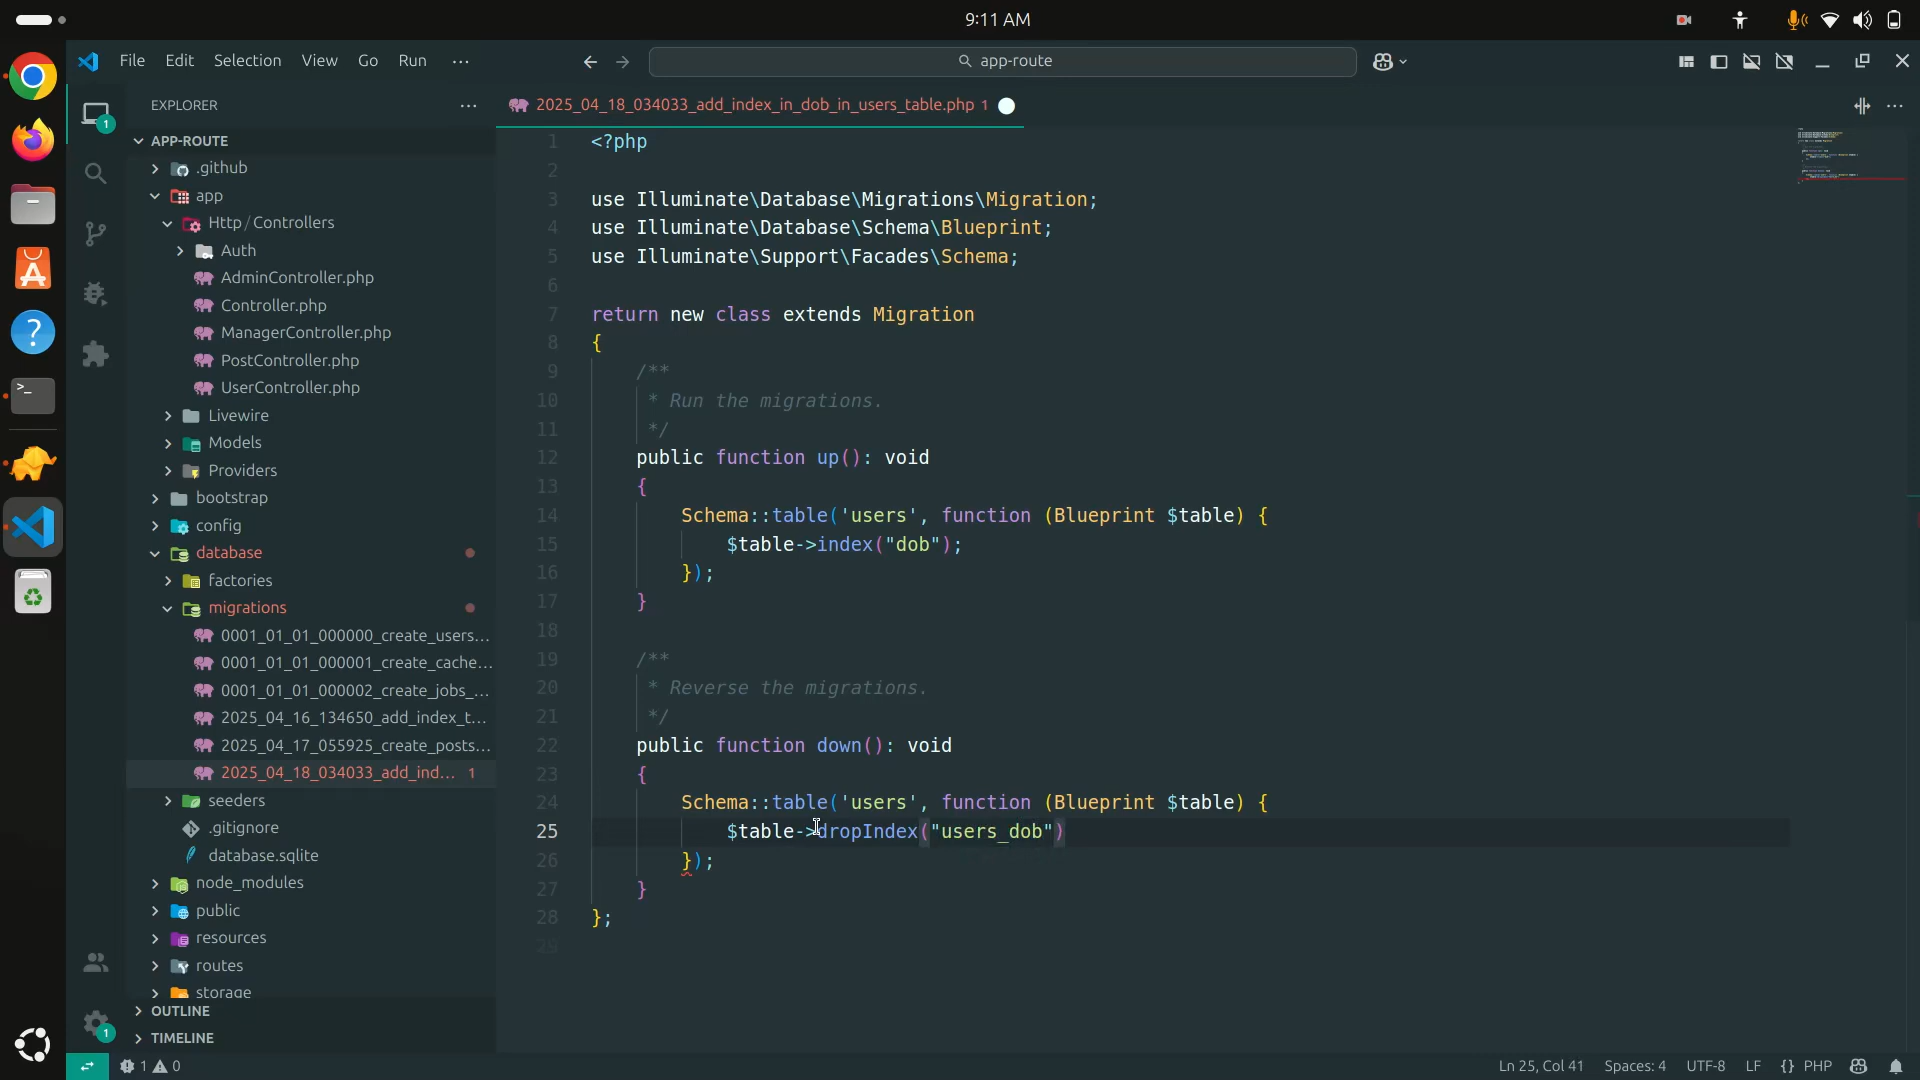 9:11 AM
File Edit Selection View Go Run ...
app-route
EXPLORER
2025_04_18_034033_add_index_in_dob_in_users_table.php 1
APP-ROUTE
.github
app
Http / Controllers
Auth
AdminController.php
Controller.php
ManagerController.php
PostController.php
UserController.php
Livewire
Models
Providers
bootstrap
config
database
factories
migrations
0001_01_01_000000_create_users...
0001_01_01_000001_create_cache...
0001_01_01_000002_create_jobs_...
2025_04_16_134650_add_index_t...
2025_04_17_055925_create_posts...
2025_04_18_034033_add_ind... 1
seeders
.gitignore
database.sqlite
node_modules
public
resources
routes
storage
OUTLINE
TIMELINE
1 <?php
2
3 use Illuminate\Database\Migrations\Migration;
4 use Illuminate\Database\Schema\Blueprint;
5 use Illuminate\Support\Facades\Schema;
6
7 return new class extends Migration
8 {
9 /**
10 * Run the migrations.
11 */
12 public function up(): void
13 {
14 Schema::table('users', function (Blueprint $table) {
15 $table->index("dob");
16 });
17 }
18
19 /**
20 * Reverse the migrations.
21 */
22 public function down(): void
23 {
24 Schema::table('users', function (Blueprint $table) {
25 $table->dropIndex("users_dob")
26 });
27 }
28 };
29
1
1
1 0
Ln 25, Col 41 Spaces: 4 UTF-8 LF {} PHP